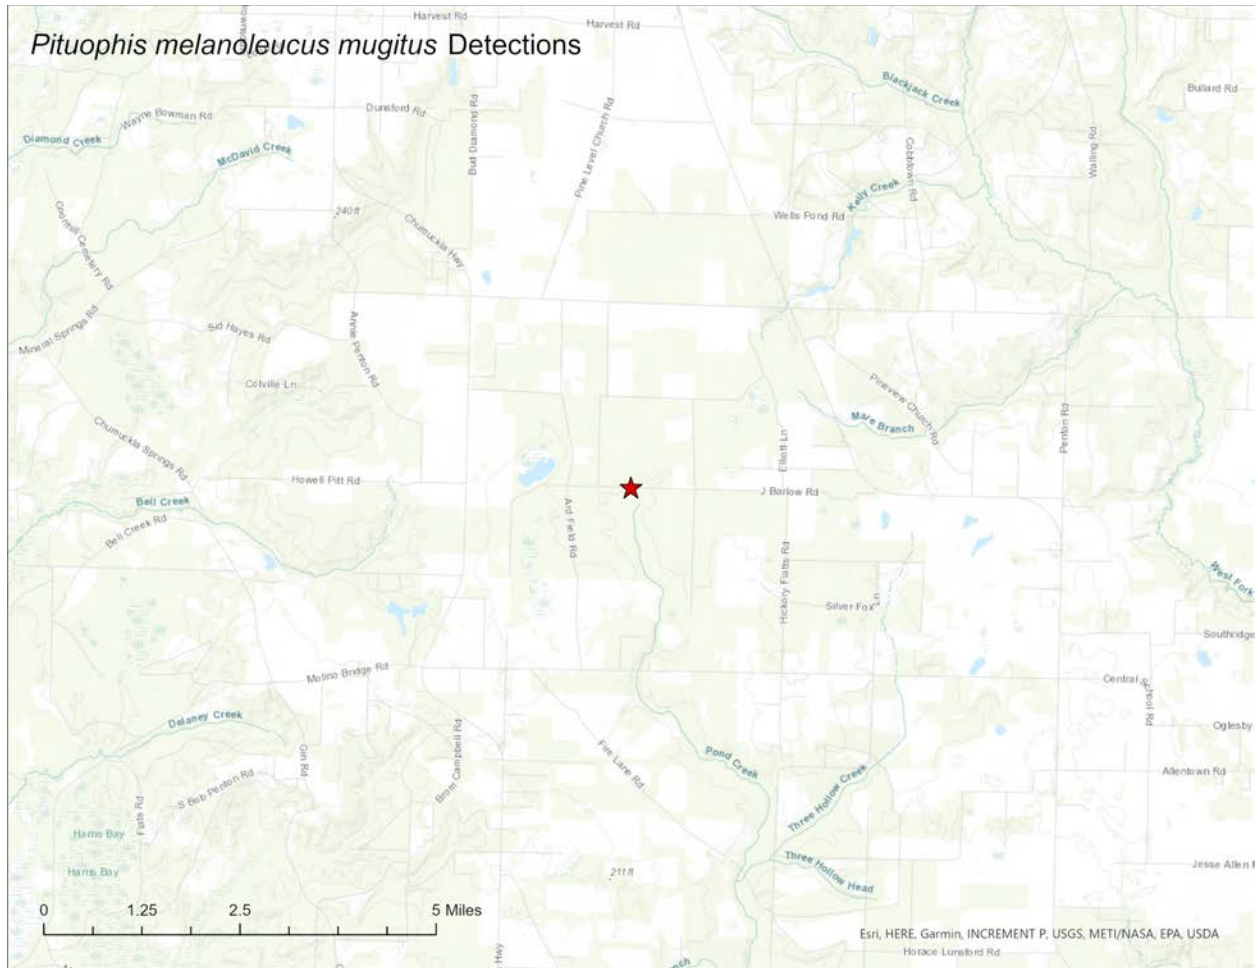 Harvest Rd
Harvest Rd
Pituophis melanoleucus mugitus Detections
Blackjack Creek
Bullard Rd
Wayne Bowman Rd
Dunsford Rd
Bud Diamond Rd
Pine Level Church Rd
Diamond Creek
McDavid Creek
Cobbtown Rd
Walling Rd
Kelly Creek
240 ft
Wells Pond Rd
Chumuckla Hwy
Coonmill Cemetery Rd
Mineral Springs Rd
Sid Hayes Rd
Annie Penton Rd
Colville Ln
Pineview Church Rd
Mare Branch
Penton Rd
Chumuckla Springs Rd
Elliatt Ln
Howell Pitt Rd
J Barlow Rd
Bell Creek
Bell Creek Rd
Ard Field Rd
Hickory Flatts Rd
West Fork
Silver Fox Ln
Southridge
Molino Bridge Rd
Central School Rd
Delaney Creek
Oglesby
Gin Rd
Brom Campbell Rd
Fire Lane Rd
Pond Creek
Allentown Rd
S Bob Penton Rd
Three Hollow Creek
Flats Rd
Harris Bay
Three Hollow Head
Jesse Allen
Harris Bay
211 ft
0 1.25 2.5 5 Miles
Esri, HERE, Garmin, INCREMENT P, USGS, METI/NASA, EPA, USDA
Hwy
Horace Lunsford Rd